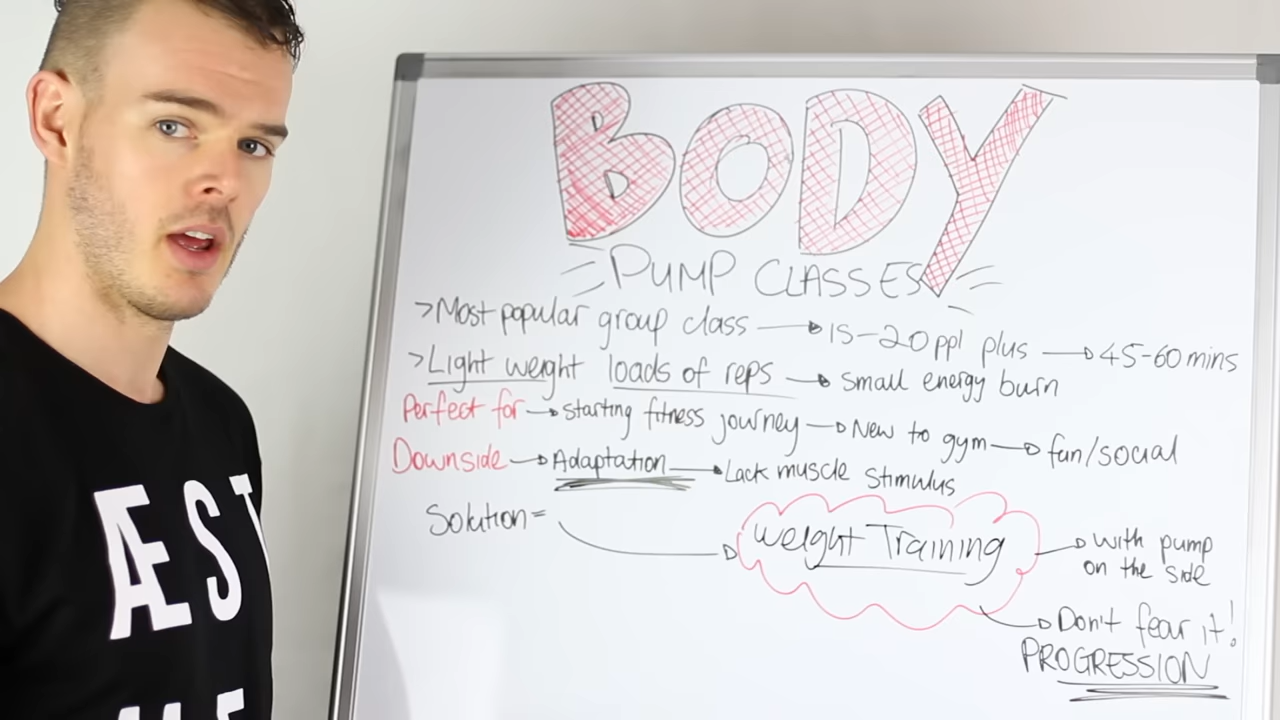 BODY
PUMP CLASSES
>Most popular group class → 15-20 ppl plus → 45-60 mins
>Light weight loads of reps → small energy burn
Perfect for → starting fitness journey → New to gym → fun/social
Downside → Adaptation → Lack muscle stimulus
Solution= → weight Training → with pump
on the side
→ Don't fear it!
PROGRESSION
ÆST